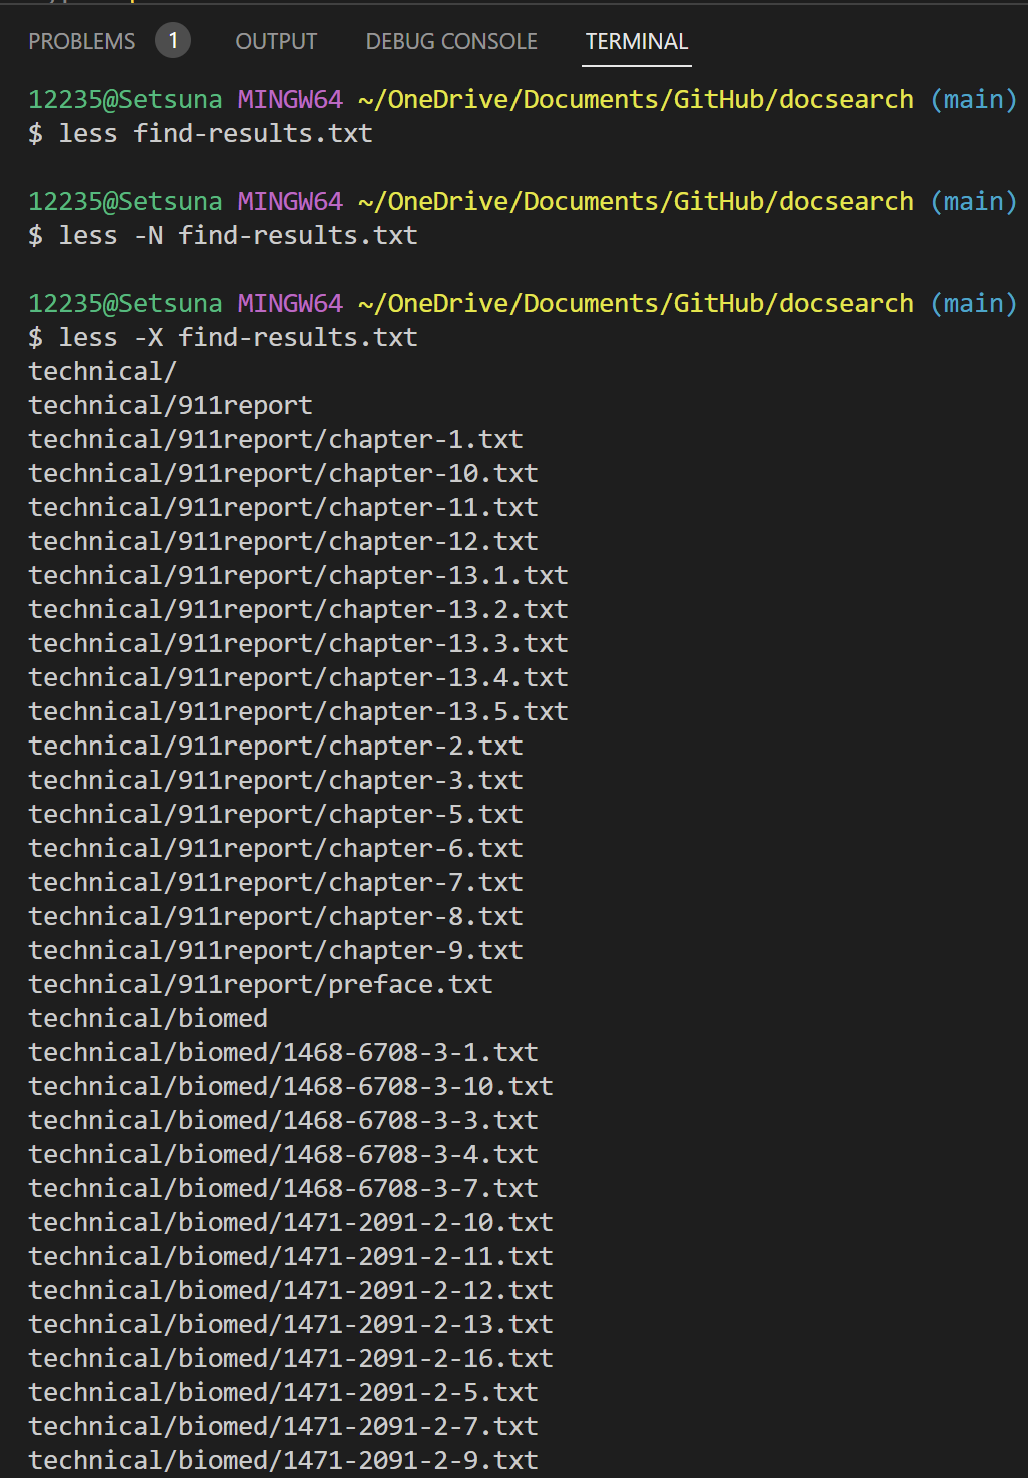 PROBLEMS 1 OUTPUT DEBUG CONSOLE TERMINAL
12235@Setsuna MINGW64 ~/OneDrive/Documents/GitHub/docsearch (main)
$ less find-results.txt
12235@Setsuna MINGW64 ~/OneDrive/Documents/GitHub/docsearch (main)
$ less -N find-results.txt
12235@Setsuna MINGW64 ~/OneDrive/Documents/GitHub/docsearch (main)
$ less -X find-results.txt
technical/
technical/911report
technical/911report/chapter-1.txt
technical/911report/chapter-10.txt
technical/911report/chapter-11.txt
technical/911report/chapter-12.txt
technical/911report/chapter-13.1.txt
technical/911report/chapter-13.2.txt
technical/911report/chapter-13.3.txt
technical/911report/chapter-13.4.txt
technical/911report/chapter-13.5.txt
technical/911report/chapter-2.txt
technical/911report/chapter-3.txt
technical/911report/chapter-5.txt
technical/911report/chapter-6.txt
technical/911report/chapter-7.txt
technical/911report/chapter-8.txt
technical/911report/chapter-9.txt
technical/911report/preface.txt
technical/biomed
technical/biomed/1468-6708-3-1.txt
technical/biomed/1468-6708-3-10.txt
technical/biomed/1468-6708-3-3.txt
technical/biomed/1468-6708-3-4.txt
technical/biomed/1468-6708-3-7.txt
technical/biomed/1471-2091-2-10.txt
technical/biomed/1471-2091-2-11.txt
technical/biomed/1471-2091-2-12.txt
technical/biomed/1471-2091-2-13.txt
technical/biomed/1471-2091-2-16.txt
technical/biomed/1471-2091-2-5.txt
technical/biomed/1471-2091-2-7.txt
technical/biomed/1471-2091-2-9.txt